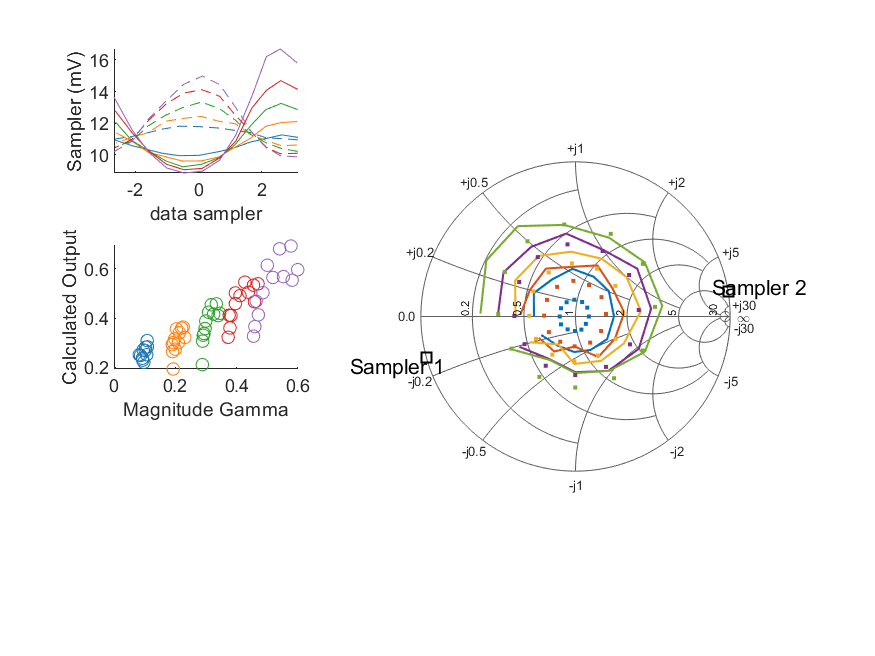 Sampler (mV)
16
14
12
10
-2
0
2
data sampler
Calculated Output
0.6
0.4
0.2
0
0.2
0.4
0.6
Magnitude Gamma
+j1
+j0.5
+j2
+j0.2
+j5
Sampler 2
+j30
0.0
0.2
0.5
1
2
5
30
∞
-j30
Sampler 1
-j0.2
-j5
-j0.5
-j2
-j1